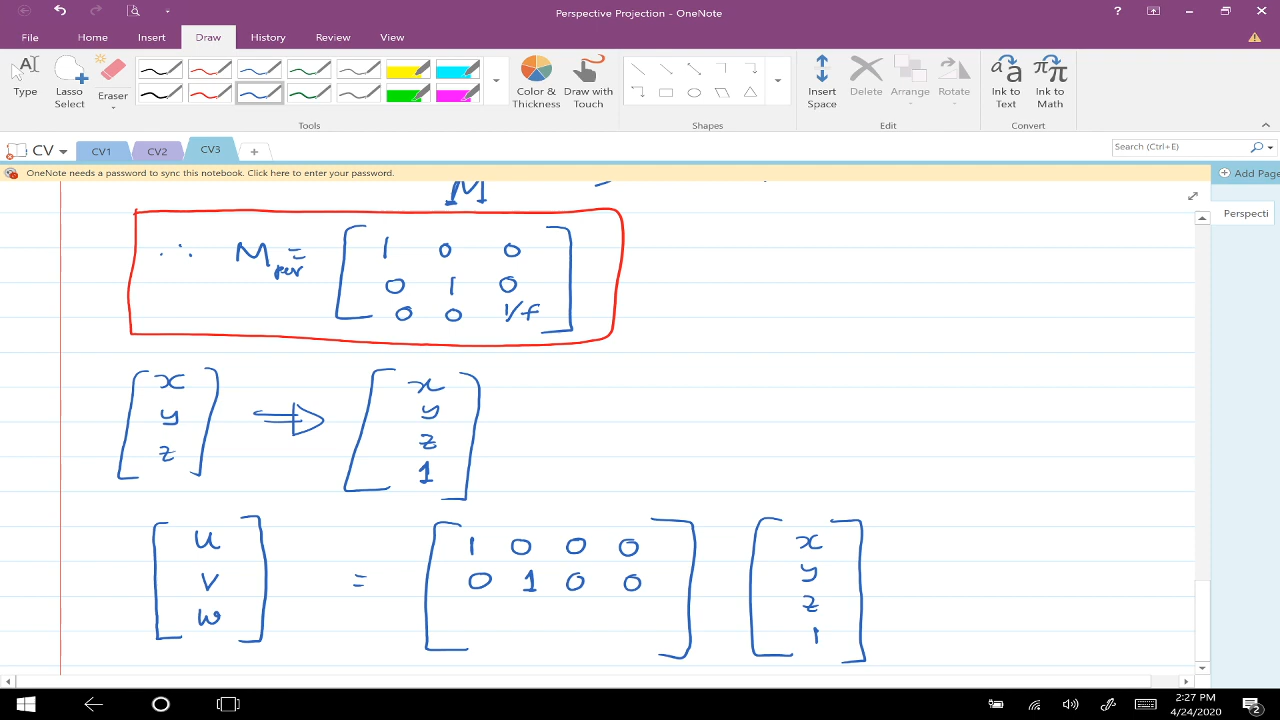 Perspective Projection - OneNote
File Home Insert Draw History Review View
Type Lasso Select Eraser Color & Thickness Draw with Touch Insert Space Delete Arrange Rotate Ink to Text Ink to Math
Tools Shapes Edit Convert
CV CV1 CV2 CV3 Search (Ctrl+E)
OneNote needs a password to sync this notebook. Click here to enter your password. Add Page
Perspecti
M
∴ M per = [ 1 0 0
0 1 0
0 0 1/f ]
[ x y z ] ⇒ [ x y z 1 ]
[ u v w ] = [ 1 0 0 0
0 1 0 0 ] [ x y z 1 ]
2:27 PM
4/24/2020
2